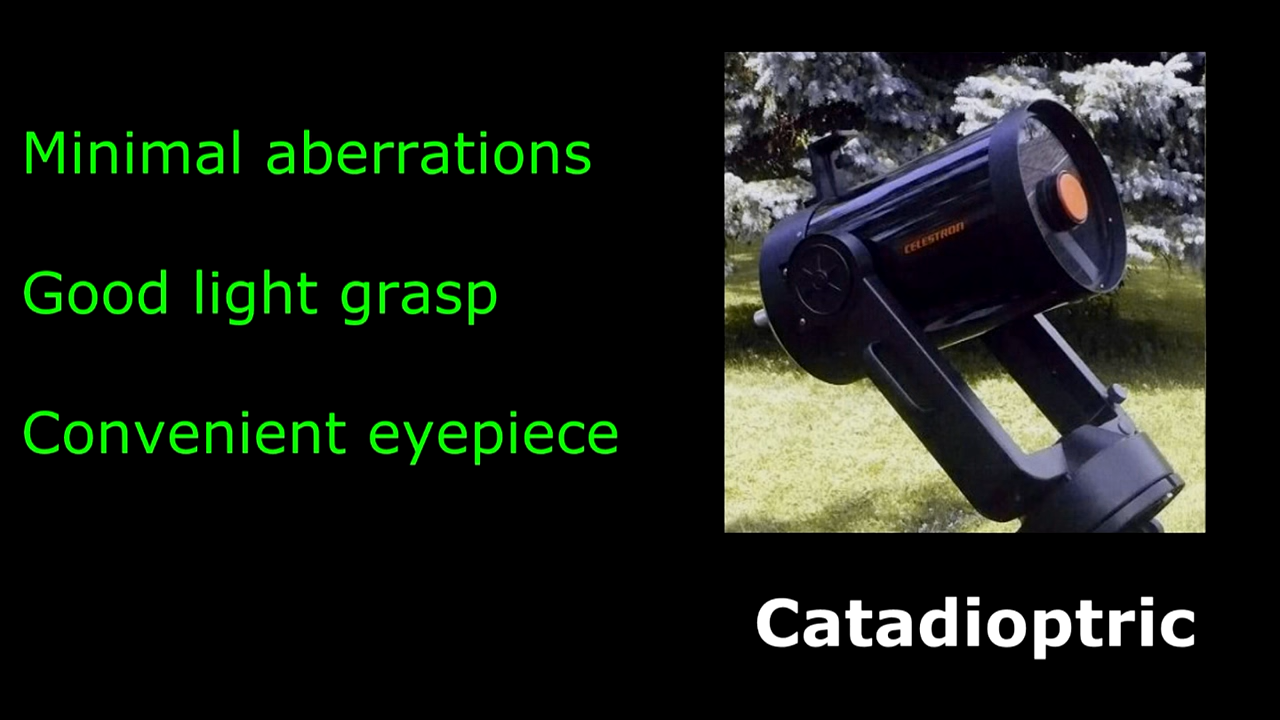 Minimal aberrations
Good light grasp
Convenient eyepiece
CELESTRON
Catadioptric